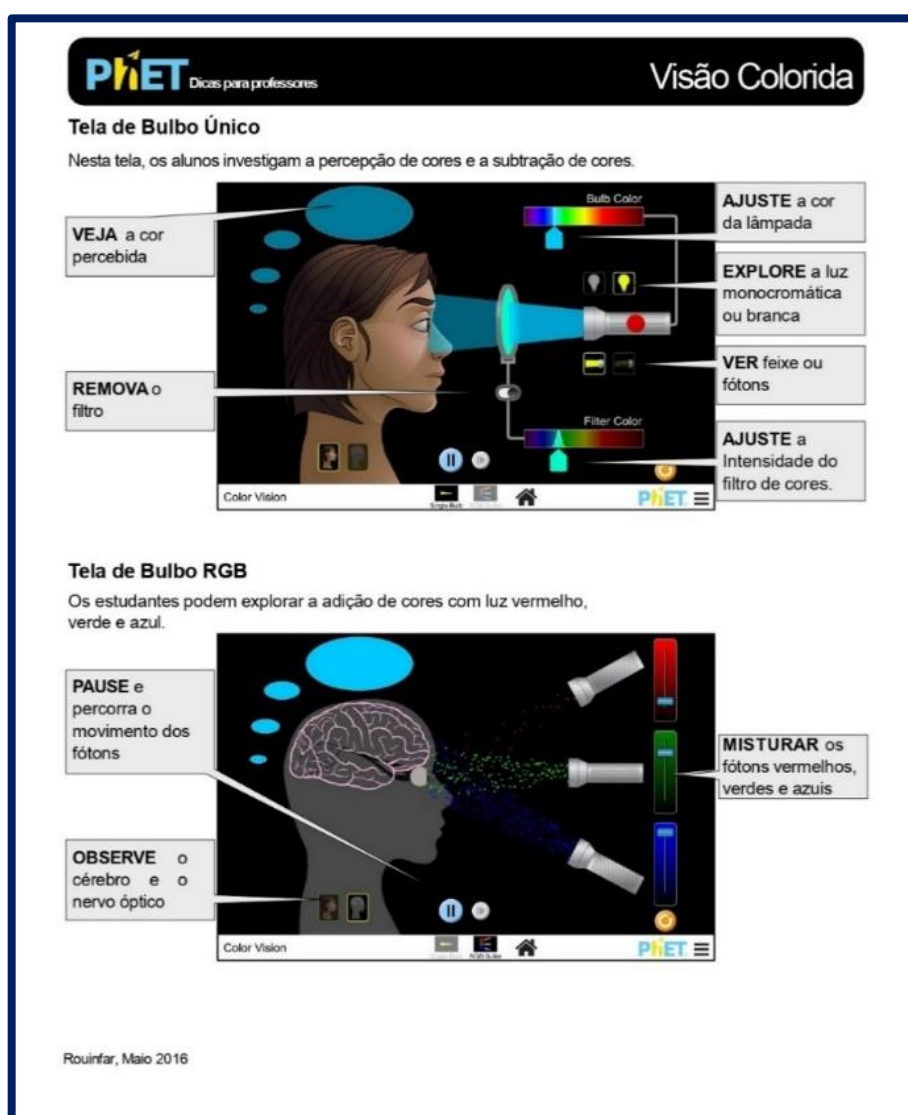 PhET Dicas para professores
Visão Colorida
Tela de Bulbo Único
Nesta tela, os alunos investigam a percepção de cores e a subtração de cores.
VEJA a cor
percebida
REMOVA o
filtro
Bulb Color
Filter Color
AJUSTE a cor
da lâmpada
EXPLORE a luz
monocromática
ou branca
VER feixe ou
fótons
AJUSTE a
Intensidade do
filtro de cores.
Color Vision
Single Bulb
PhET
Tela de Bulbo RGB
Os estudantes podem explorar a adição de cores com luz vermelho,
verde e azul.
PAUSE e
percorra o
movimento dos
fótons
OBSERVE o
cérebro e o
nervo óptico
MISTURAR os
fótons vermelhos,
verdes e azuis
Color Vision
RGB Bulbs
PhET
Rouinfar, Maio 2016